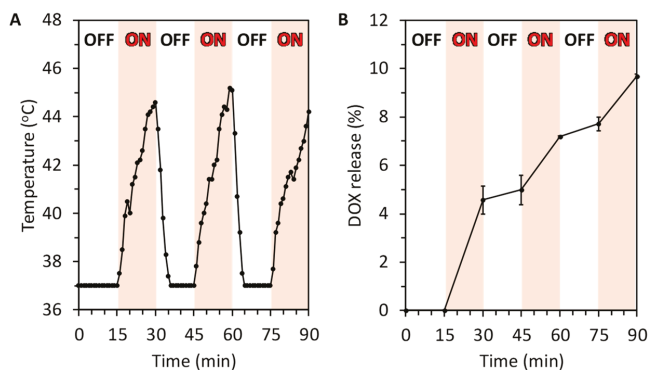 A
B
OFF ON OFF ON OFF ON
OFF ON OFF ON OFF ON
48
46
44
42
40
38
36
Temperature (°C)
0 15 30 45 60 75 90
Time (min)
12
10
8
6
4
2
0
DOX release (%)
0 15 30 45 60 75 90
Time (min)